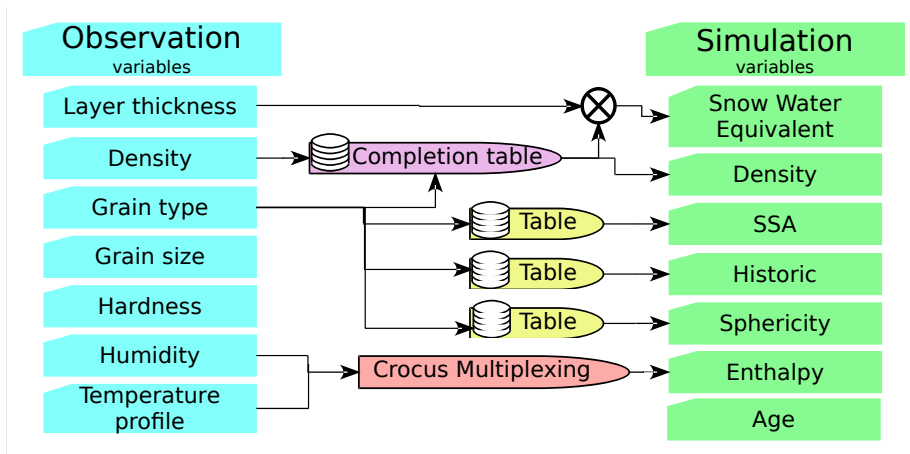 Observation
variables
Simulation
variables
Layer thickness
Snow Water
Equivalent
Density
Completion table
Density
Grain type
Table
SSA
Grain size
Table
Historic
Hardness
Table
Sphericity
Humidity
Crocus Multiplexing
Enthalpy
Temperature
profile
Age